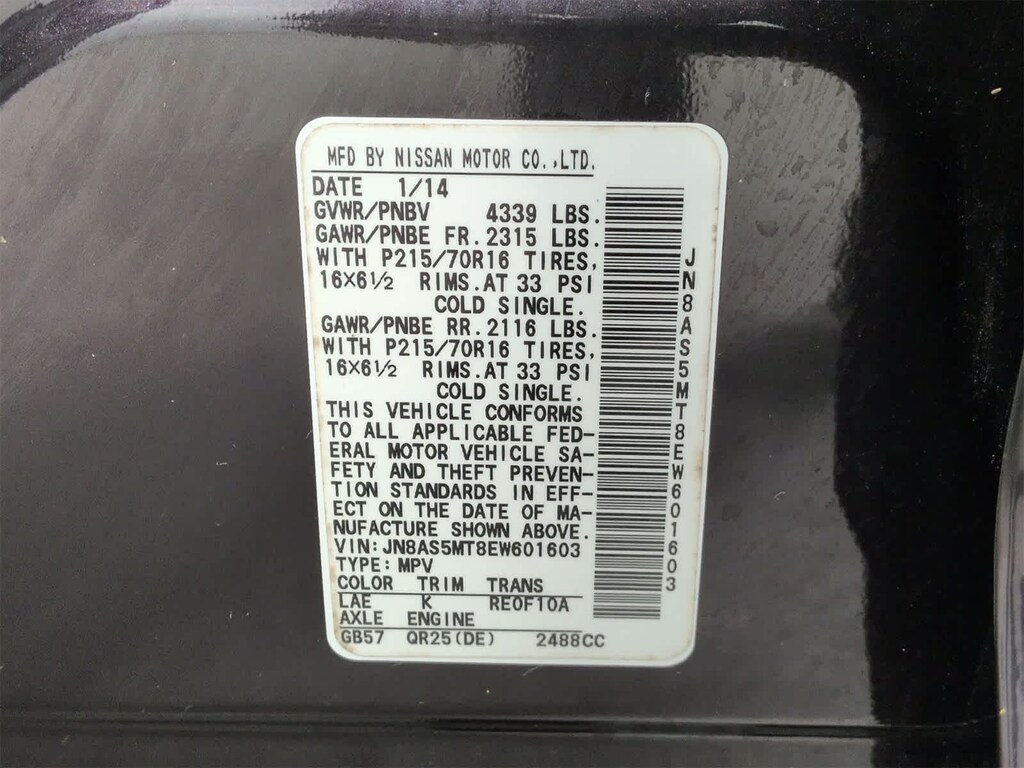 MFD BY NISSAN MOTOR CO.,LTD.
DATE 1/14
GVWR/PNBV 4339 LBS.
GAWR/PNBE FR.2315 LBS.
WITH P215/70R16 TIRES,
16×6½ RIMS.AT 33 PSI
COLD SINGLE.
GAWR/PNBE RR.2116 LBS.
WITH P215/70R16 TIRES,
16×6½ RIMS.AT 33 PSI
COLD SINGLE.
THIS VEHICLE CONFORMS
TO ALL APPLICABLE FED-
ERAL MOTOR VEHICLE SA-
FETY AND THEFT PREVEN-
TION STANDARDS IN EFF-
ECT ON THE DATE OF MA-
NUFACTURE SHOWN ABOVE.
VIN:JN8AS5MT8EW601603
TYPE:MPV
COLOR TRIM TRANS
LAE K RE0F10A
AXLE ENGINE
GB57 QR25(DE) 2488CC
JN8AS5MT8EW601603